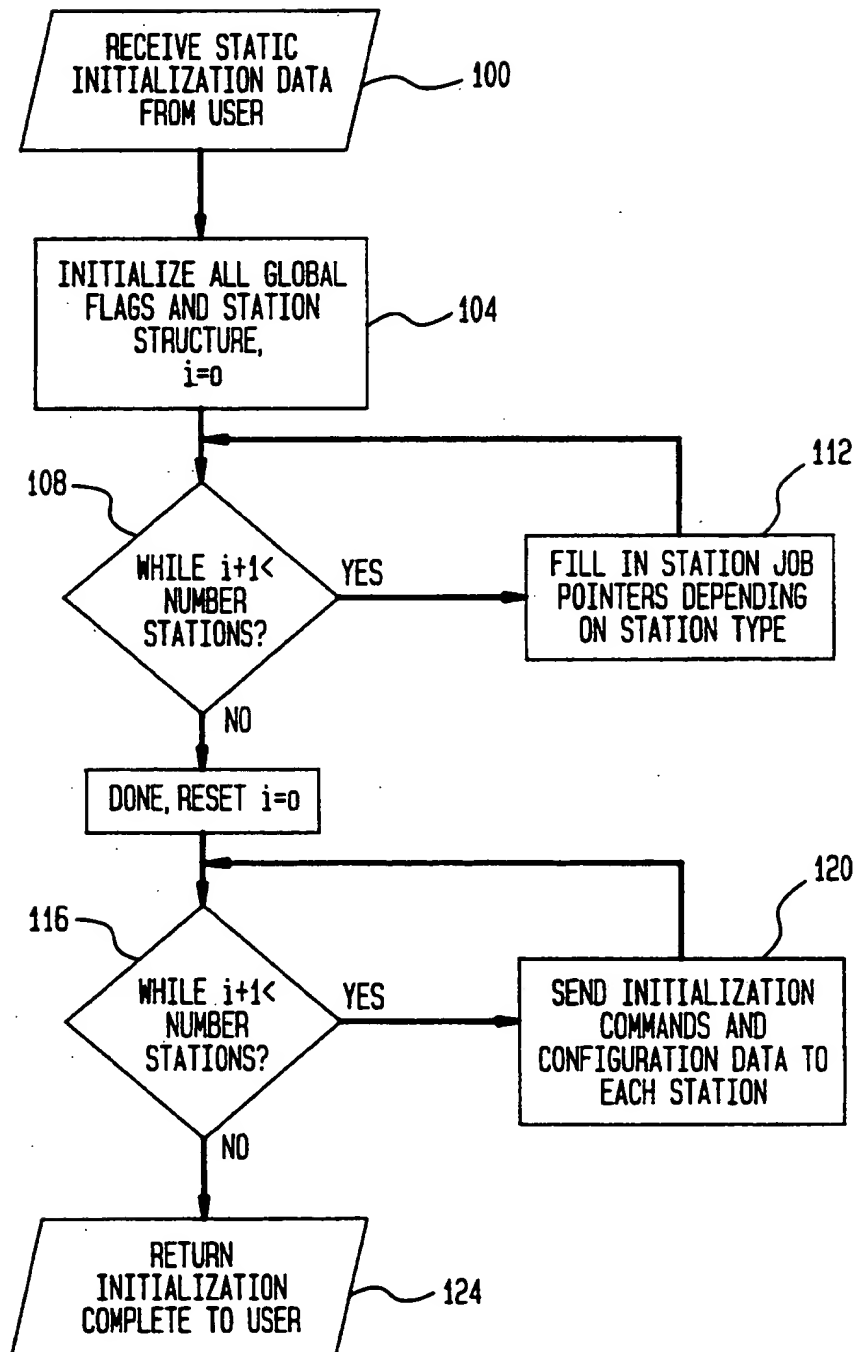 RECEIVE STATIC
INITIALIZATION DATA
FROM USER
100
INITIALIZE ALL GLOBAL
FLAGS AND STATION
STRUCTURE,
i=0
104
108
WHILE i+1<
NUMBER
STATIONS?
YES
112
FILL IN STATION JOB
POINTERS DEPENDING
ON STATION TYPE
NO
DONE, RESET i=0
116
WHILE i+1<
NUMBER
STATIONS?
YES
120
SEND INITIALIZATION
COMMANDS AND
CONFIGURATION DATA TO
EACH STATION
NO
RETURN
INITIALIZATION
COMPLETE TO USER
124